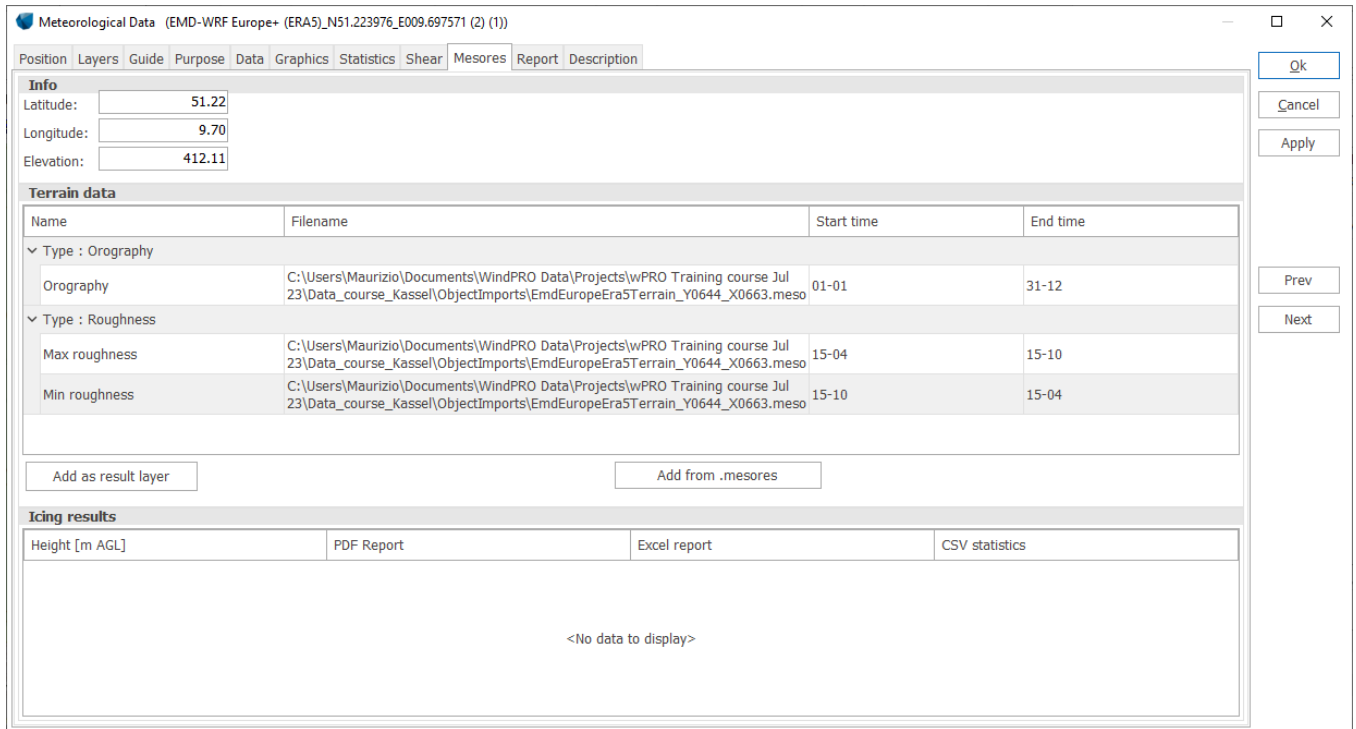 Meteorological Data (EMD-WRF Europe+ (ERA5)_N51.223976_E009.697571 (2) (1))
Position Layers Guide Purpose Data Graphics Statistics Shear Mesores Report Description
Ok
Cancel
Apply
Prev
Next
Info
Latitude: 51.22
Longitude: 9.70
Elevation: 412.11
Terrain data
Name Filename Start time End time
Type : Orography
Orography C:\Users\Maurizio\Documents\WindPRO Data\Projects\wPRO Training course Jul 01-01 31-12
23\Data_course_Kassel\ObjectImports\EmdEuropeEra5Terrain_Y0644_X0663.meso
Type : Roughness
Max roughness C:\Users\Maurizio\Documents\WindPRO Data\Projects\wPRO Training course Jul 15-04 15-10
23\Data_course_Kassel\ObjectImports\EmdEuropeEra5Terrain_Y0644_X0663.meso
Min roughness C:\Users\Maurizio\Documents\WindPRO Data\Projects\wPRO Training course Jul 15-10 15-04
23\Data_course_Kassel\ObjectImports\EmdEuropeEra5Terrain_Y0644_X0663.meso
Add as result layer Add from .mesores
Icing results
Height [m AGL] PDF Report Excel report CSV statistics
<No data to display>